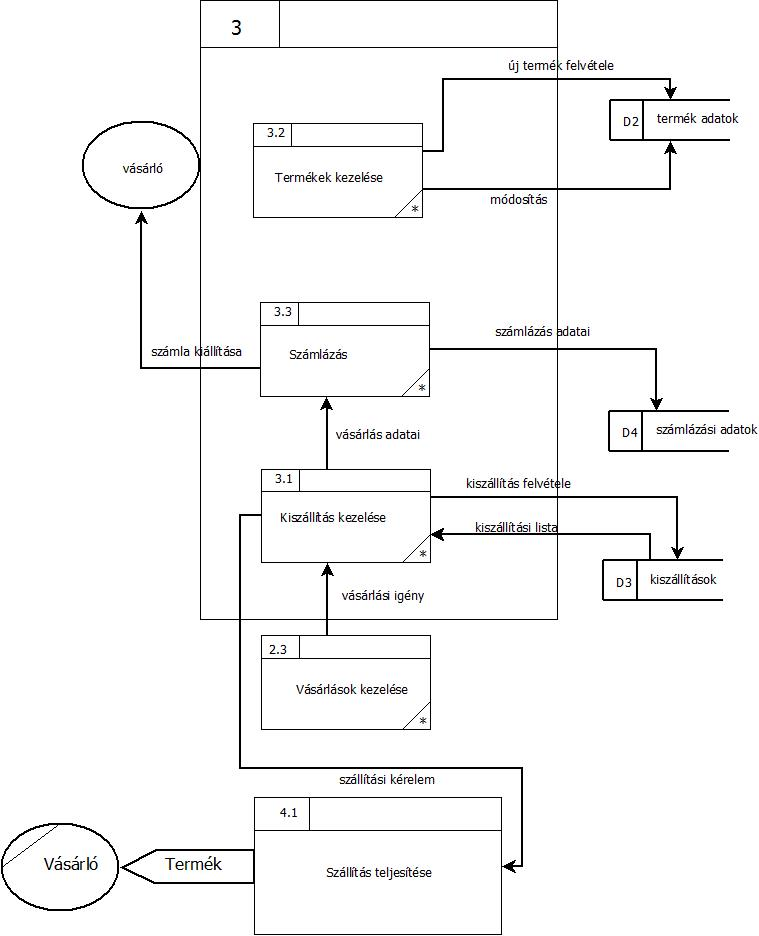 3
új termék felvétele
3.2
D2
termék adatok
vásárló
Termékek kezelése
módosítás
*
3.3
számlázás adatai
számla kiállítása
Számlázás
*
D4
számlázási adatok
vásárlás adatai
3.1
kiszállítás felvétele
Kiszállítás kezelése
kiszállítási lista
*
D3
kiszállítások
vásárlási igény
2.3
Vásárlások kezelése
*
szállítási kérelem
4.1
Vásárló
Termék
Szállítás teljesítése